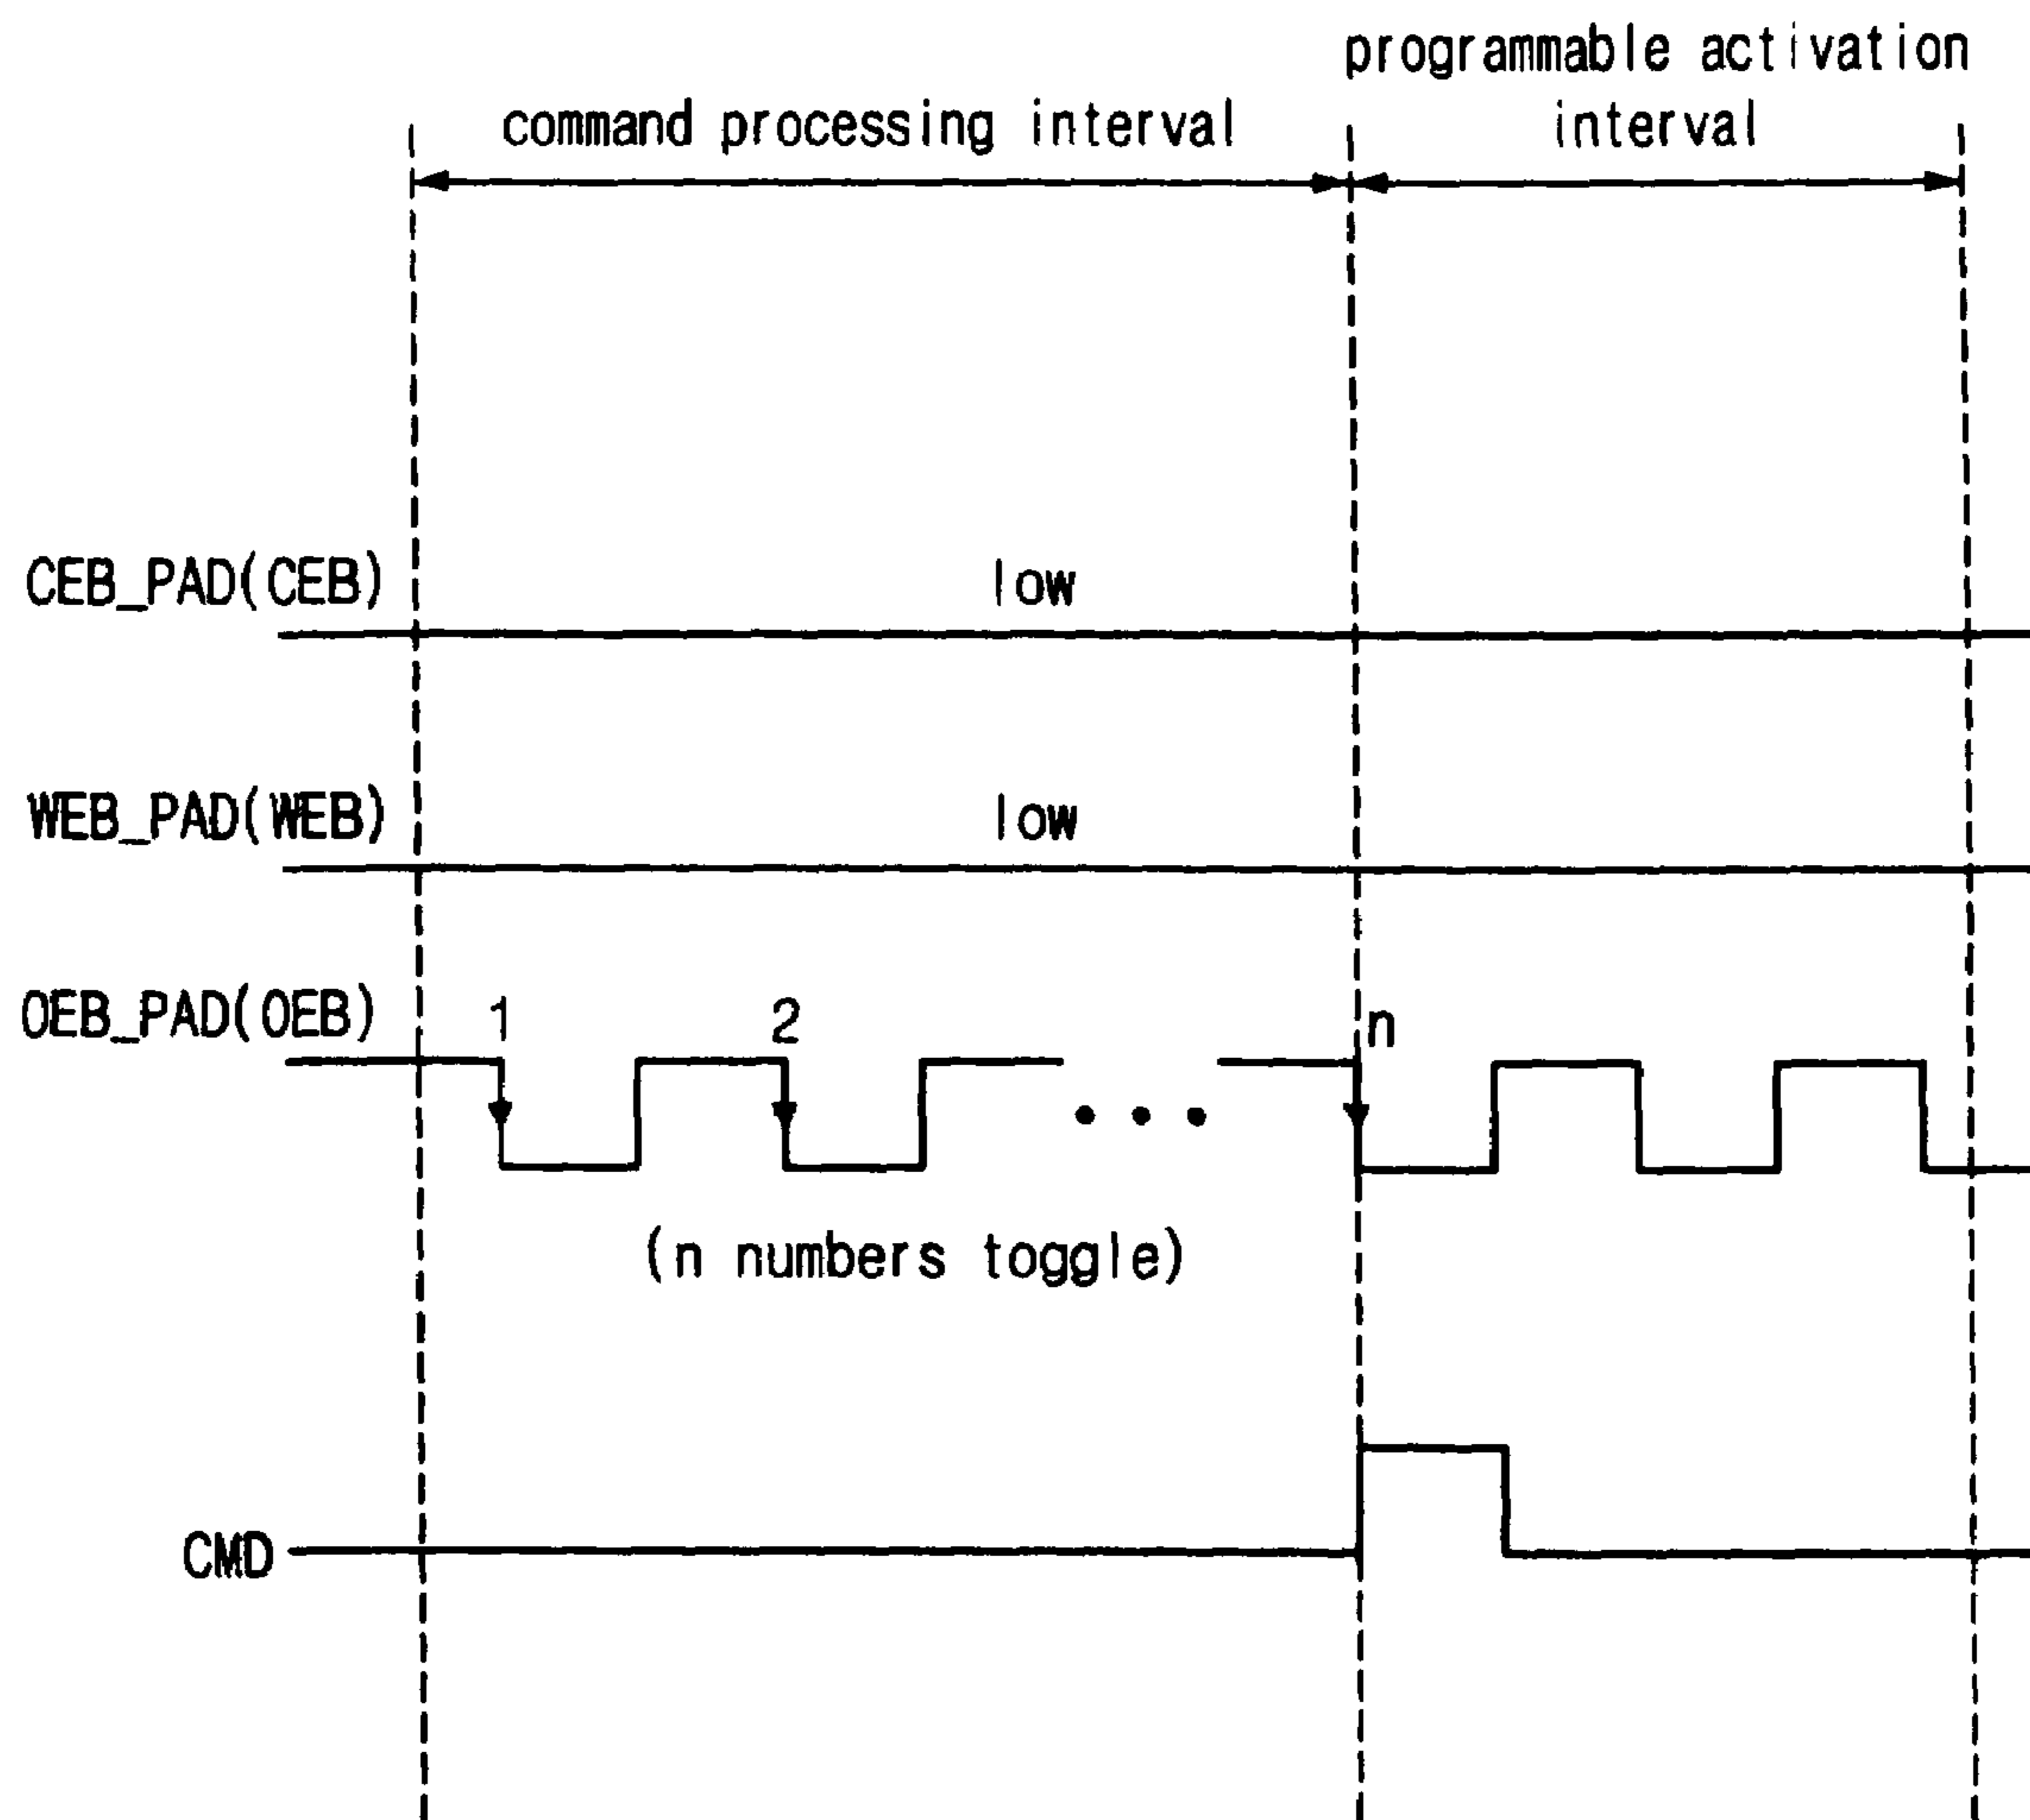 programmable activation
interval
command processing interval
CEB_PAD(CEB)
low
WEB_PAD(WEB)
low
OEB_PAD(OEB)
1
2
n
(n numbers toggle)
CMD